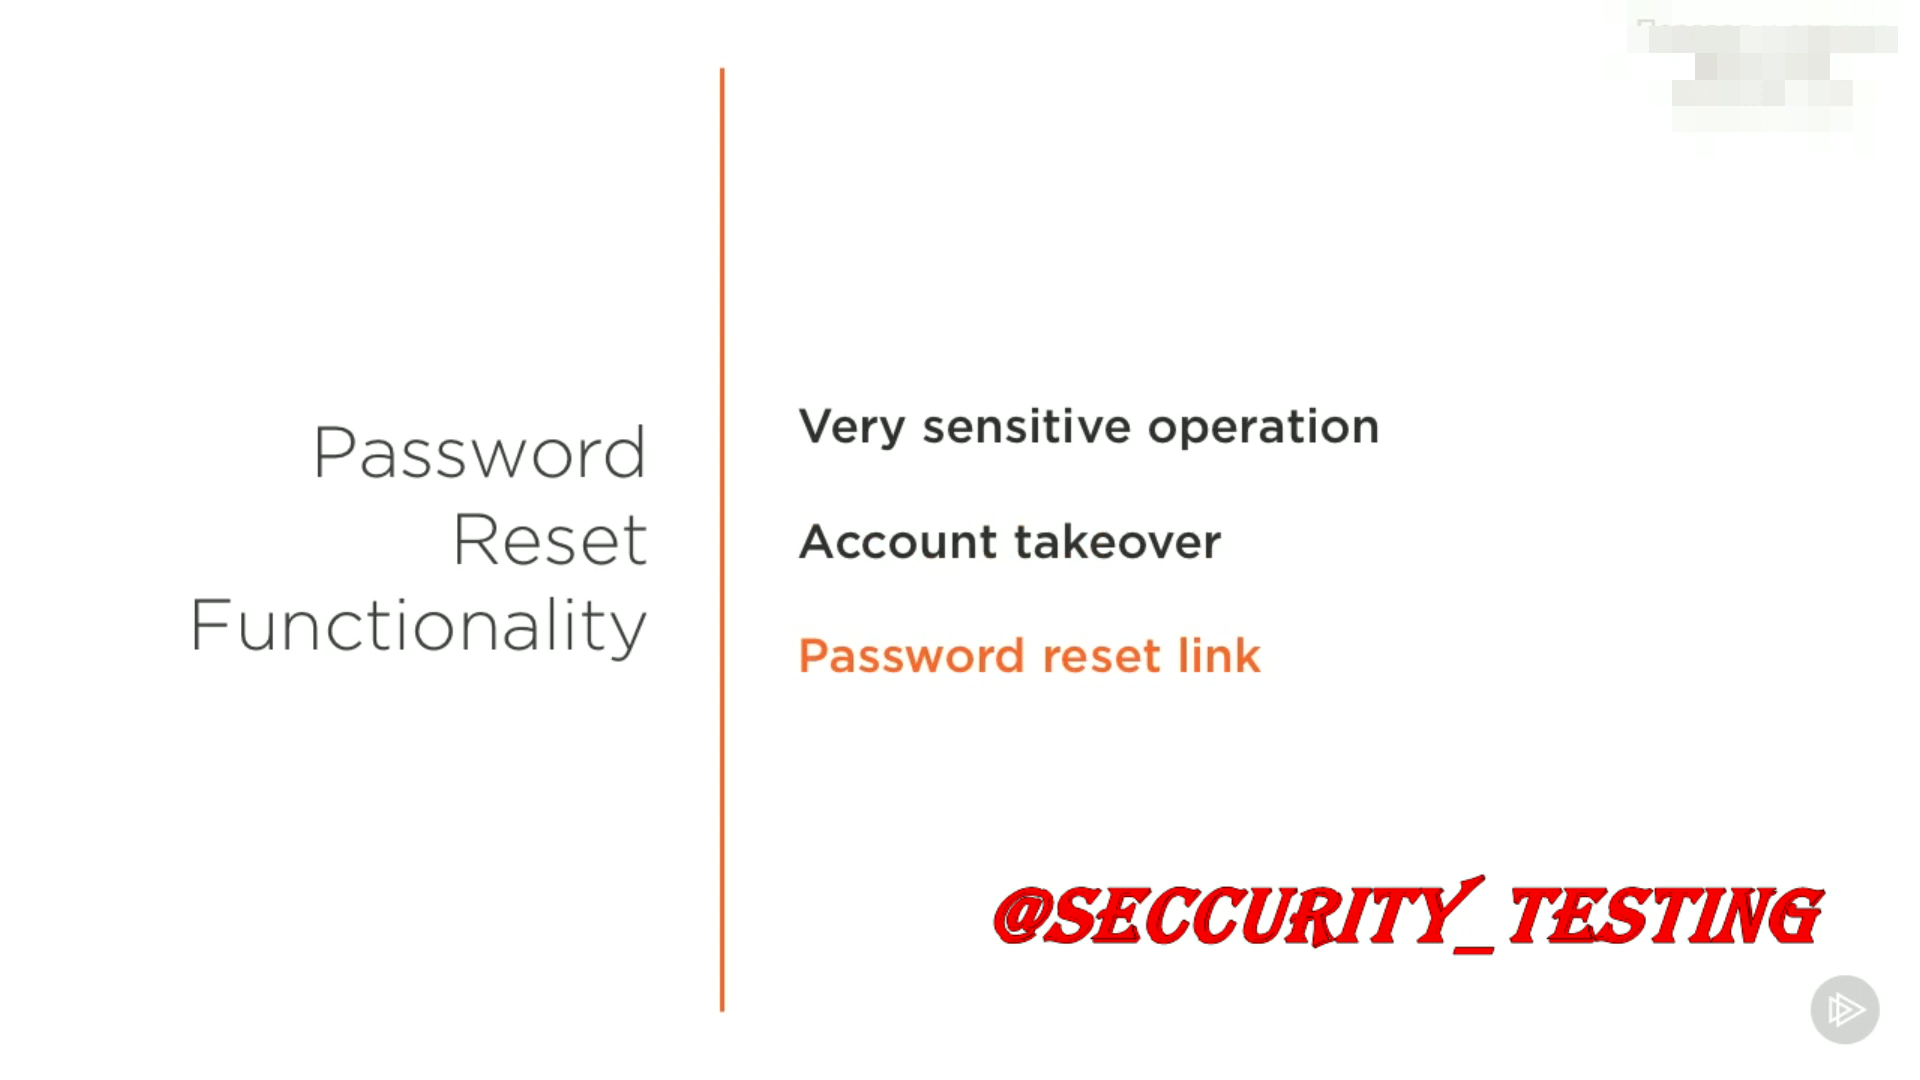 Password
Reset
Functionality
Very sensitive operation
Account takeover
Password reset link
@SECCURITY_TESTING